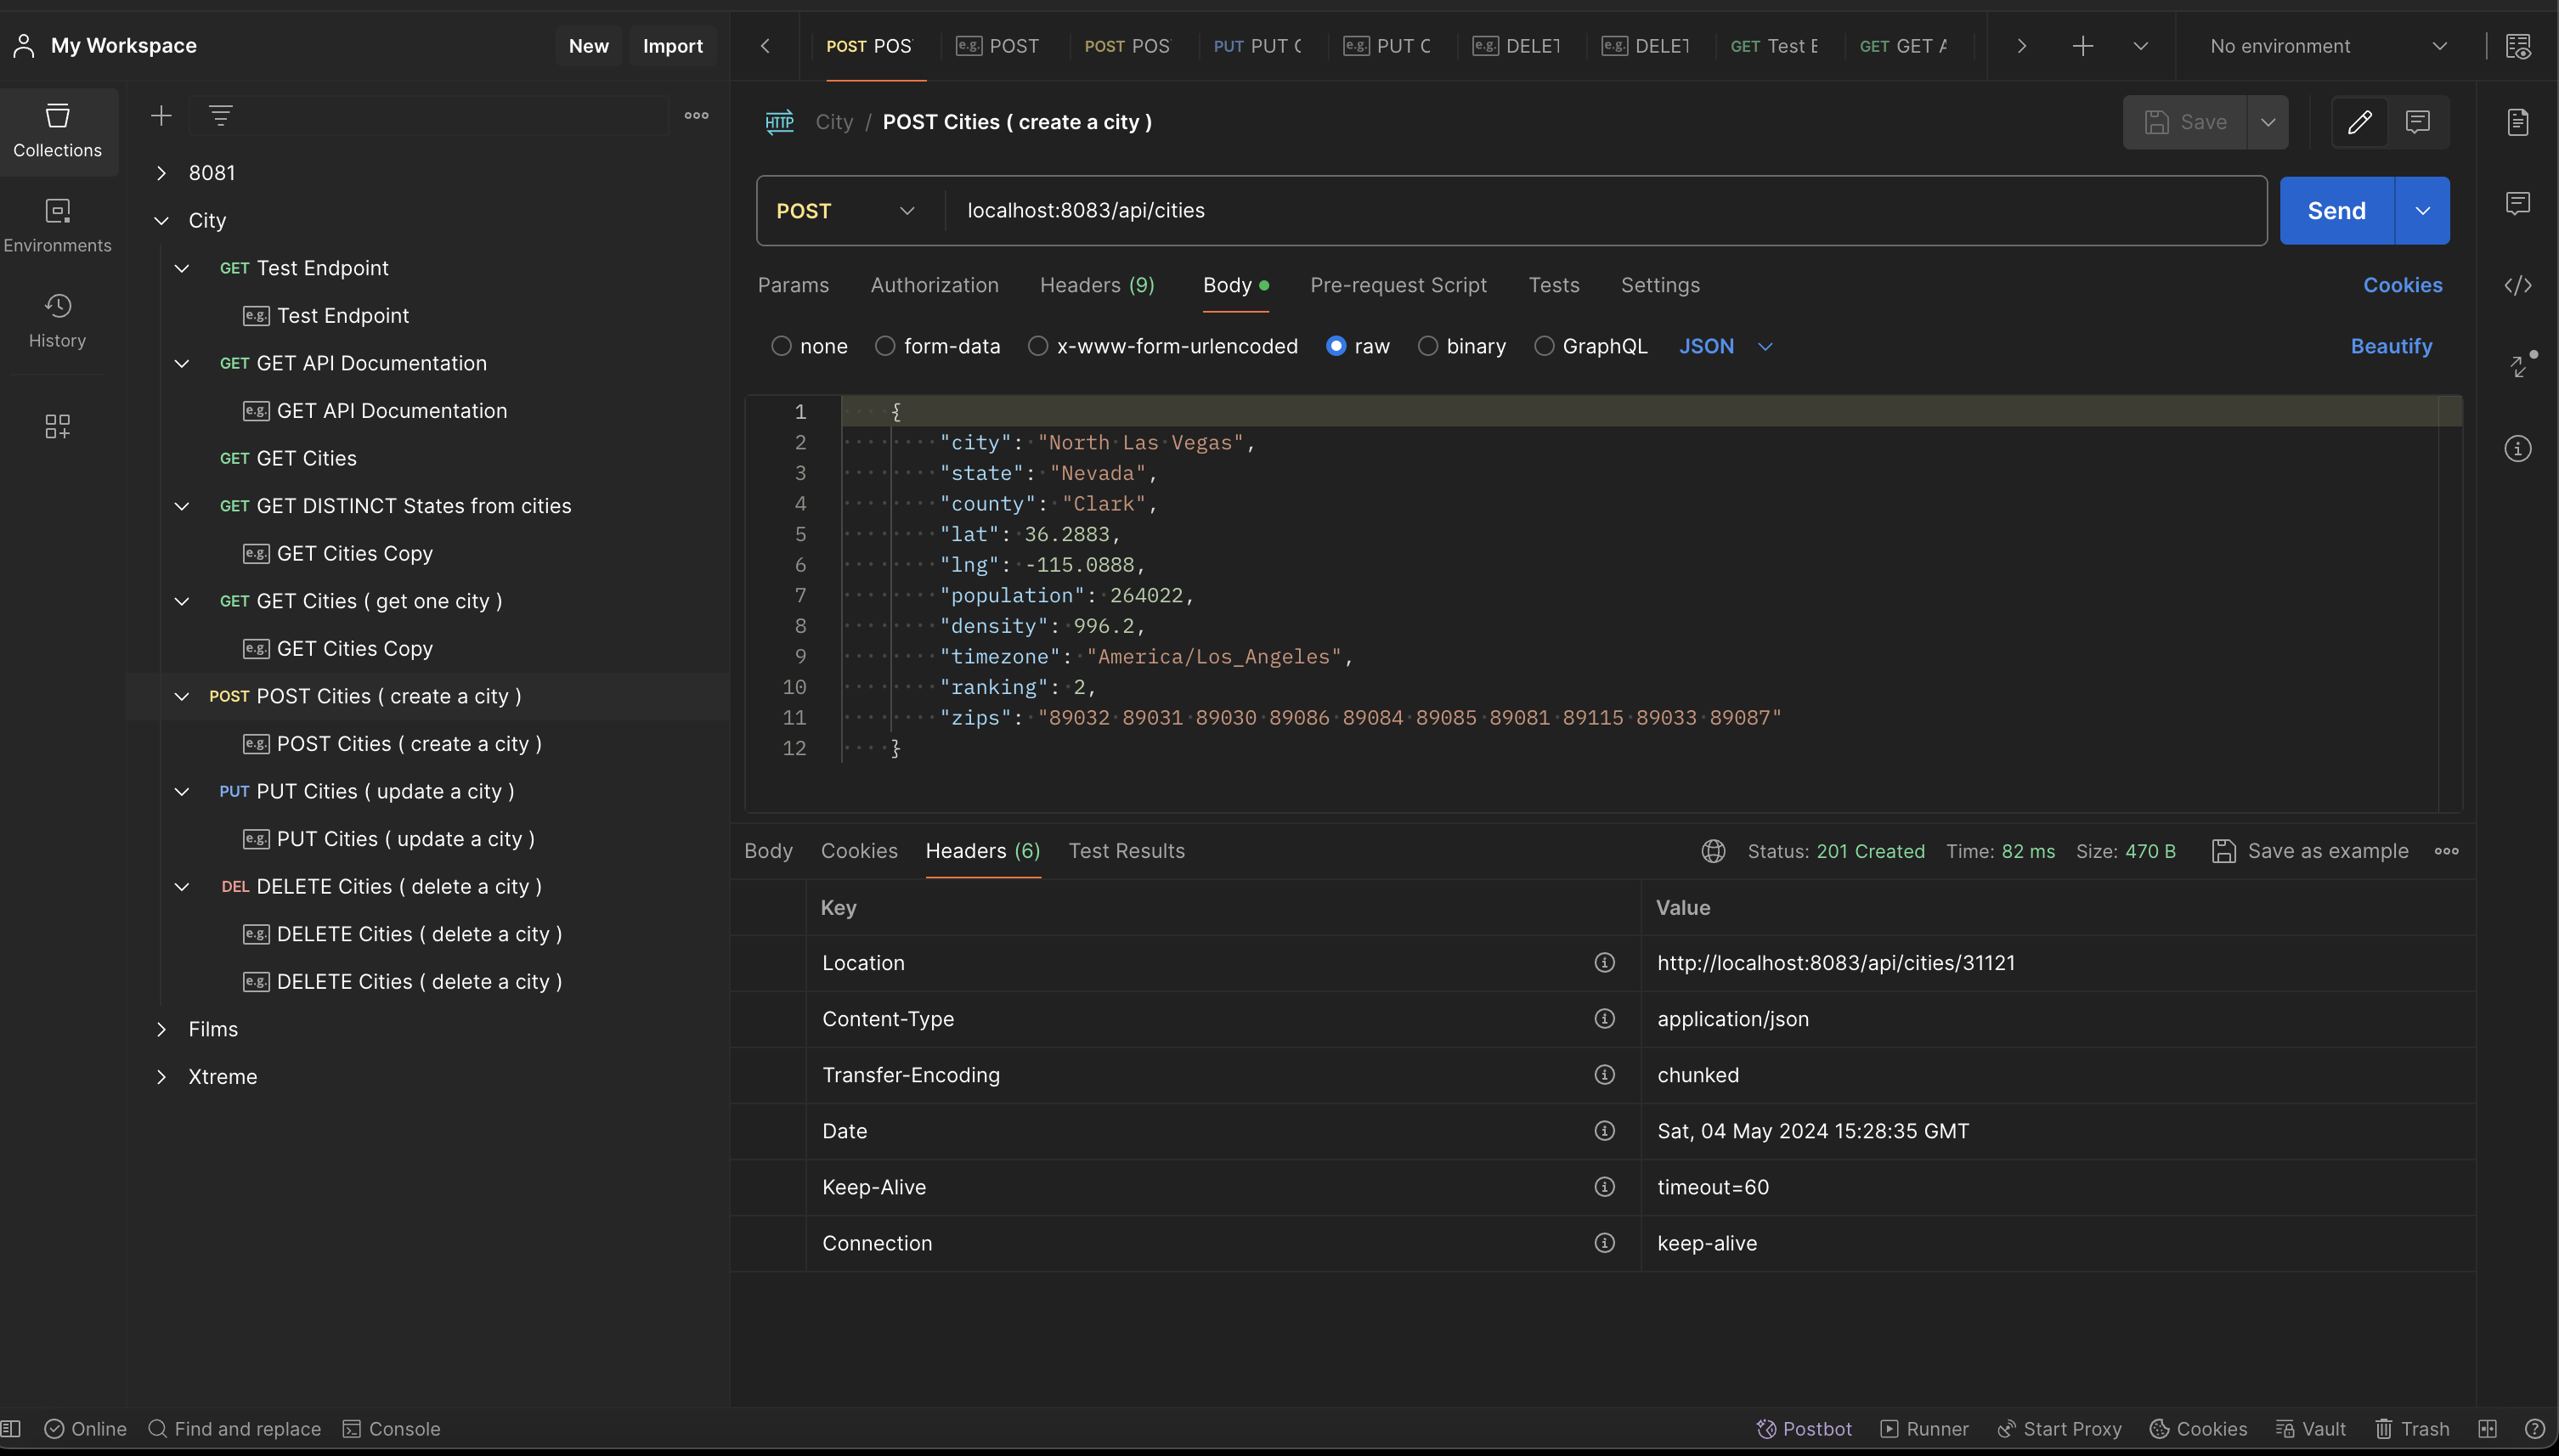 My Workspace
New
Import
POST POS
e.g. POST
POST POS
PUT PUT C
e.g. PUT C
e.g. DELET
e.g. DELET
GET Test E
GET GET A
No environment
Collections
Environments
History
8081
City
GET Test Endpoint
e.g. Test Endpoint
GET GET API Documentation
e.g. GET API Documentation
GET GET Cities
GET GET DISTINCT States from cities
e.g. GET Cities Copy
GET GET Cities ( get one city )
e.g. GET Cities Copy
POST POST Cities ( create a city )
e.g. POST Cities ( create a city )
PUT PUT Cities ( update a city )
e.g. PUT Cities ( update a city )
DEL DELETE Cities ( delete a city )
e.g. DELETE Cities ( delete a city )
e.g. DELETE Cities ( delete a city )
Films
Xtreme
HTTP City / POST Cities ( create a city )
Save
POST
localhost:8083/api/cities
Send
Params
Authorization
Headers (9)
Body
Pre-request Script
Tests
Settings
Cookies
none
form-data
x-www-form-urlencoded
raw
binary
GraphQL
JSON
Beautify
1 {
2 "city": "North Las Vegas",
3 "state": "Nevada",
4 "county": "Clark",
5 "lat": 36.2883,
6 "lng": -115.0888,
7 "population": 264022,
8 "density": 996.2,
9 "timezone": "America/Los_Angeles",
10 "ranking": 2,
11 "zips": "89032 89031 89030 89086 89084 89085 89081 89115 89033 89087"
12 }
Body
Cookies
Headers (6)
Test Results
Status: 201 Created
Time: 82 ms
Size: 470 B
Save as example
Key
Value
Location
http://localhost:8083/api/cities/31121
Content-Type
application/json
Transfer-Encoding
chunked
Date
Sat, 04 May 2024 15:28:35 GMT
Keep-Alive
timeout=60
Connection
keep-alive
Online
Find and replace
Console
Postbot
Runner
Start Proxy
Cookies
Vault
Trash